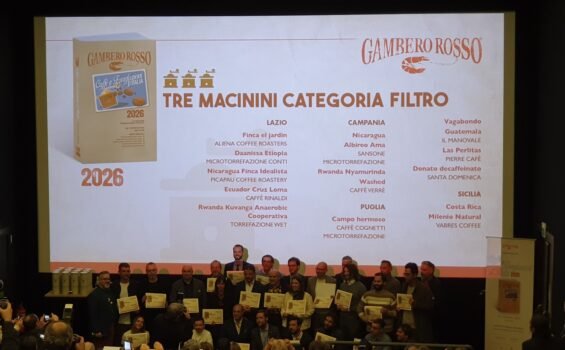 GAMBERO ROSSO
GAMBERO ROSSO
2026
TRE MACININI CATEGORIA FILTRO
2026
LAZIO
Finca el jardin
ALIENA COFFEE ROASTERS
Daanissa Etiopia
MICROTORREFAZIONE CONTI
Nicaragua Finca Idealista
PICAPAU COFFEE ROASTERY
Ecuador Crus Loma
CAFFÈ RINALDI
Rwanda Kuvanga Anaerobic
Cooperativa
TORREFAZIONE.WET
CAMPANIA
Nicaragua
Albireo Ama
SANSONE
MICROTORREFAZIONE
Rwanda Nyamurinda
Washed
CAFFÈ VERRÈ
PUGLIA
Campo hermoso
CAFFÈ COGNETTI
MICROTORREFAZIONE
Vagabondo
Guatemala
IL MANOVALE
Las Perlitas
PIERRE CAFÈ
Donato decaffeinato
SANTA DOMENICA
SICILIA
Costa Rica
Milenio Natural
VABRES COFFEE